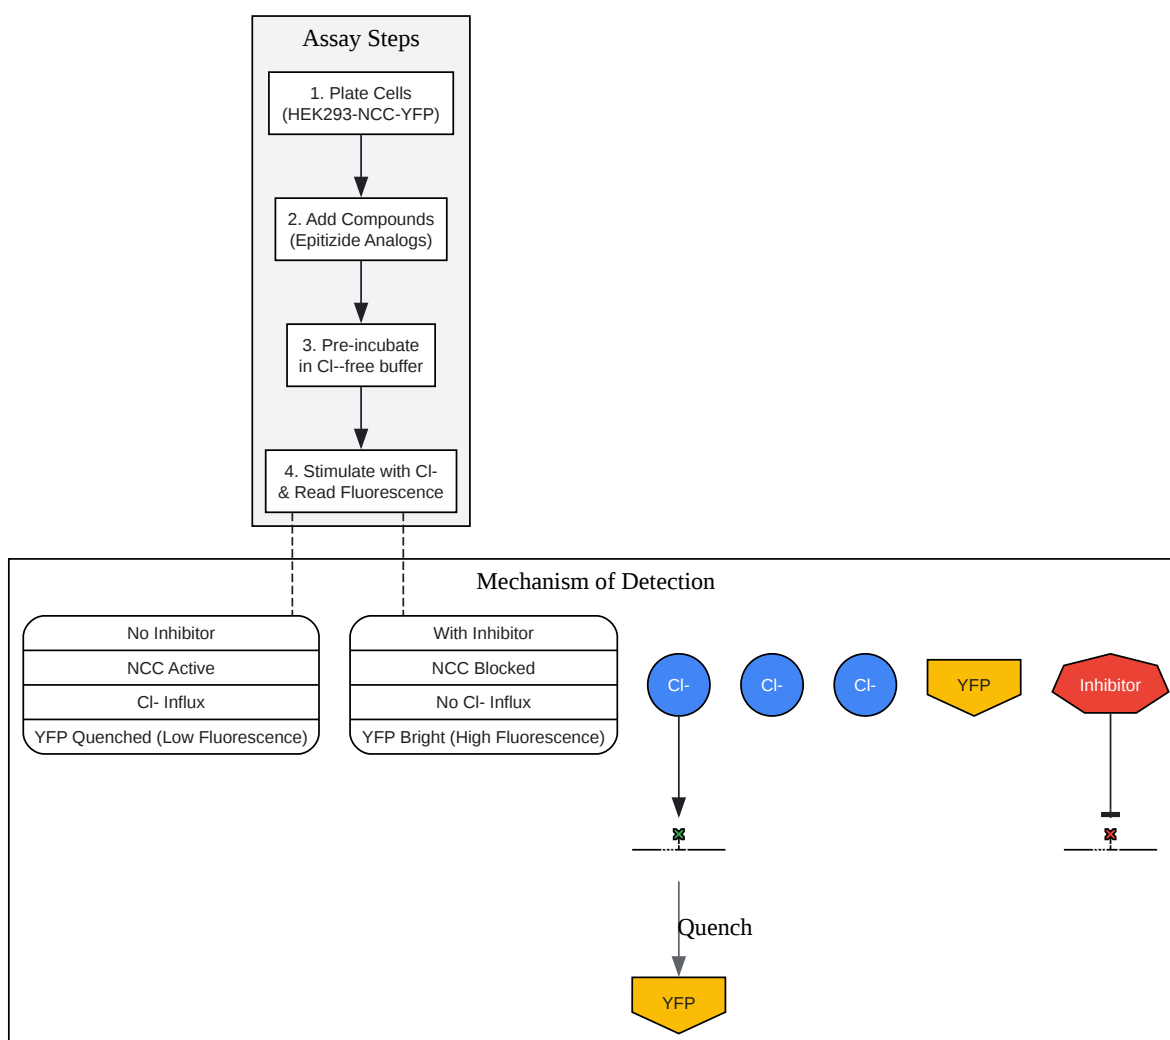 Assay Steps
1. Plate Cells
(HEK293-NCC-YFP)
2. Add Compounds
(Epitizide Analogs)
3. Pre-incubate
in Cl--free buffer
4. Stimulate with Cl-
& Read Fluorescence
Mechanism of Detection
No Inhibitor
NCC Active
Cl- Influx
YFP Quenched (Low Fluorescence)
With Inhibitor
NCC Blocked
No Cl- Influx
YFP Bright (High Fluorescence)
Cl-
Cl-
Cl-
YFP
Inhibitor
Quench
YFP